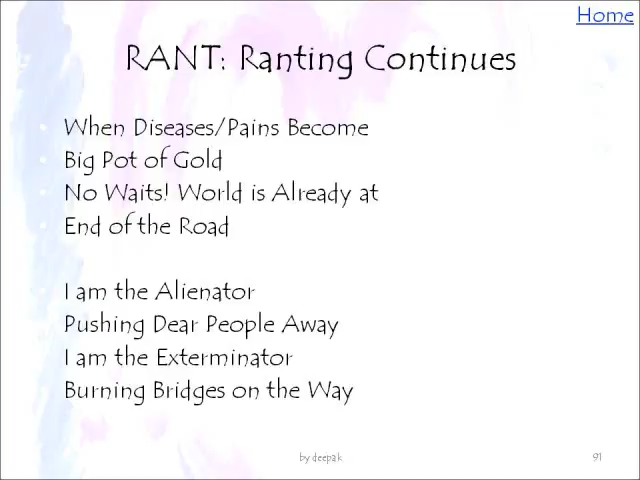 Home
RANT: Ranting Continues
When Diseases/Pains Become
Big Pot of Gold
No Waits! World is Already at
End of the Road
I am the Alienator
Pushing Dear People Away
I am the Exterminator
Burning Bridges on the Way
by deepak
91